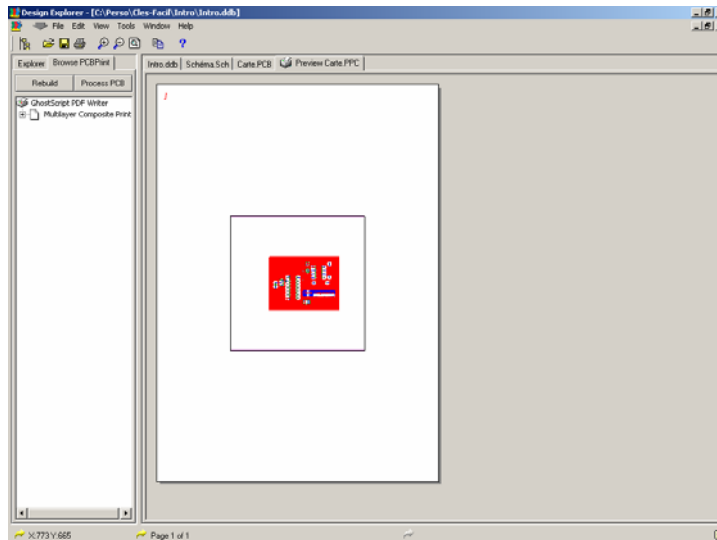 Design Explorer - [C:\Perso\Cles-Facil\Intro\Intro.ddb]
File Edit View Tools Window Help
Explorer Browse PCBPrint
Intro.ddb Schéma.Sch Carte.PCB Preview Carte.PPC
Rebuild Process PCB
GhostScript PDF Writer
Multilayer Composite Print
1
X:773 Y:665 Page 1 of 1